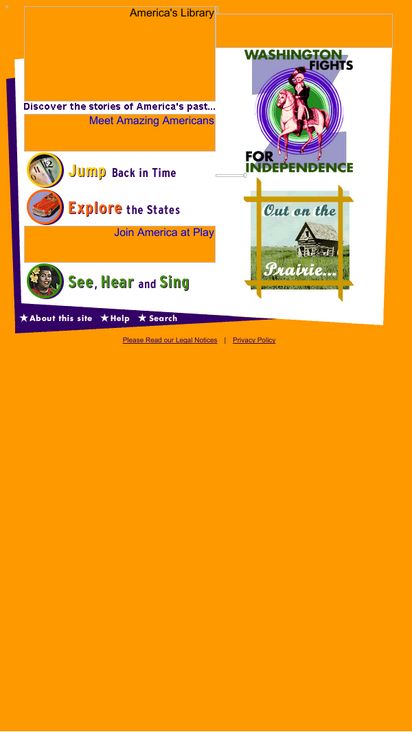 America's Library
Discover the stories of America's past...
Meet Amazing Americans
Jump Back in Time
Explore the States
Join America at Play
See, Hear and Sing
WASHINGTON
FIGHTS
FOR
INDEPENDENCE
Out on the
Prairie...
About this site Help Search
Please Read our Legal Notices | Privacy Policy